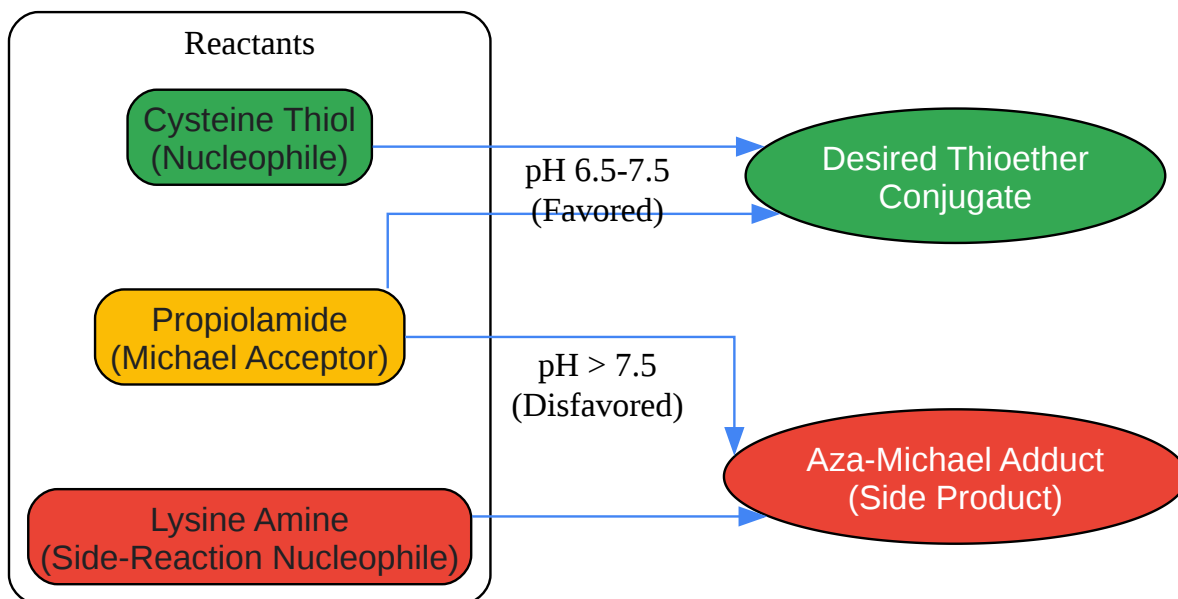 Reactants
Cysteine Thiol
(Nucleophile)
Desired Thioether
Conjugate
pH 6.5-7.5
(Favored)
Propiolamide
(Michael Acceptor)
pH > 7.5
(Disfavored)
Aza-Michael Adduct
(Side Product)
Lysine Amine
(Side-Reaction Nucleophile)